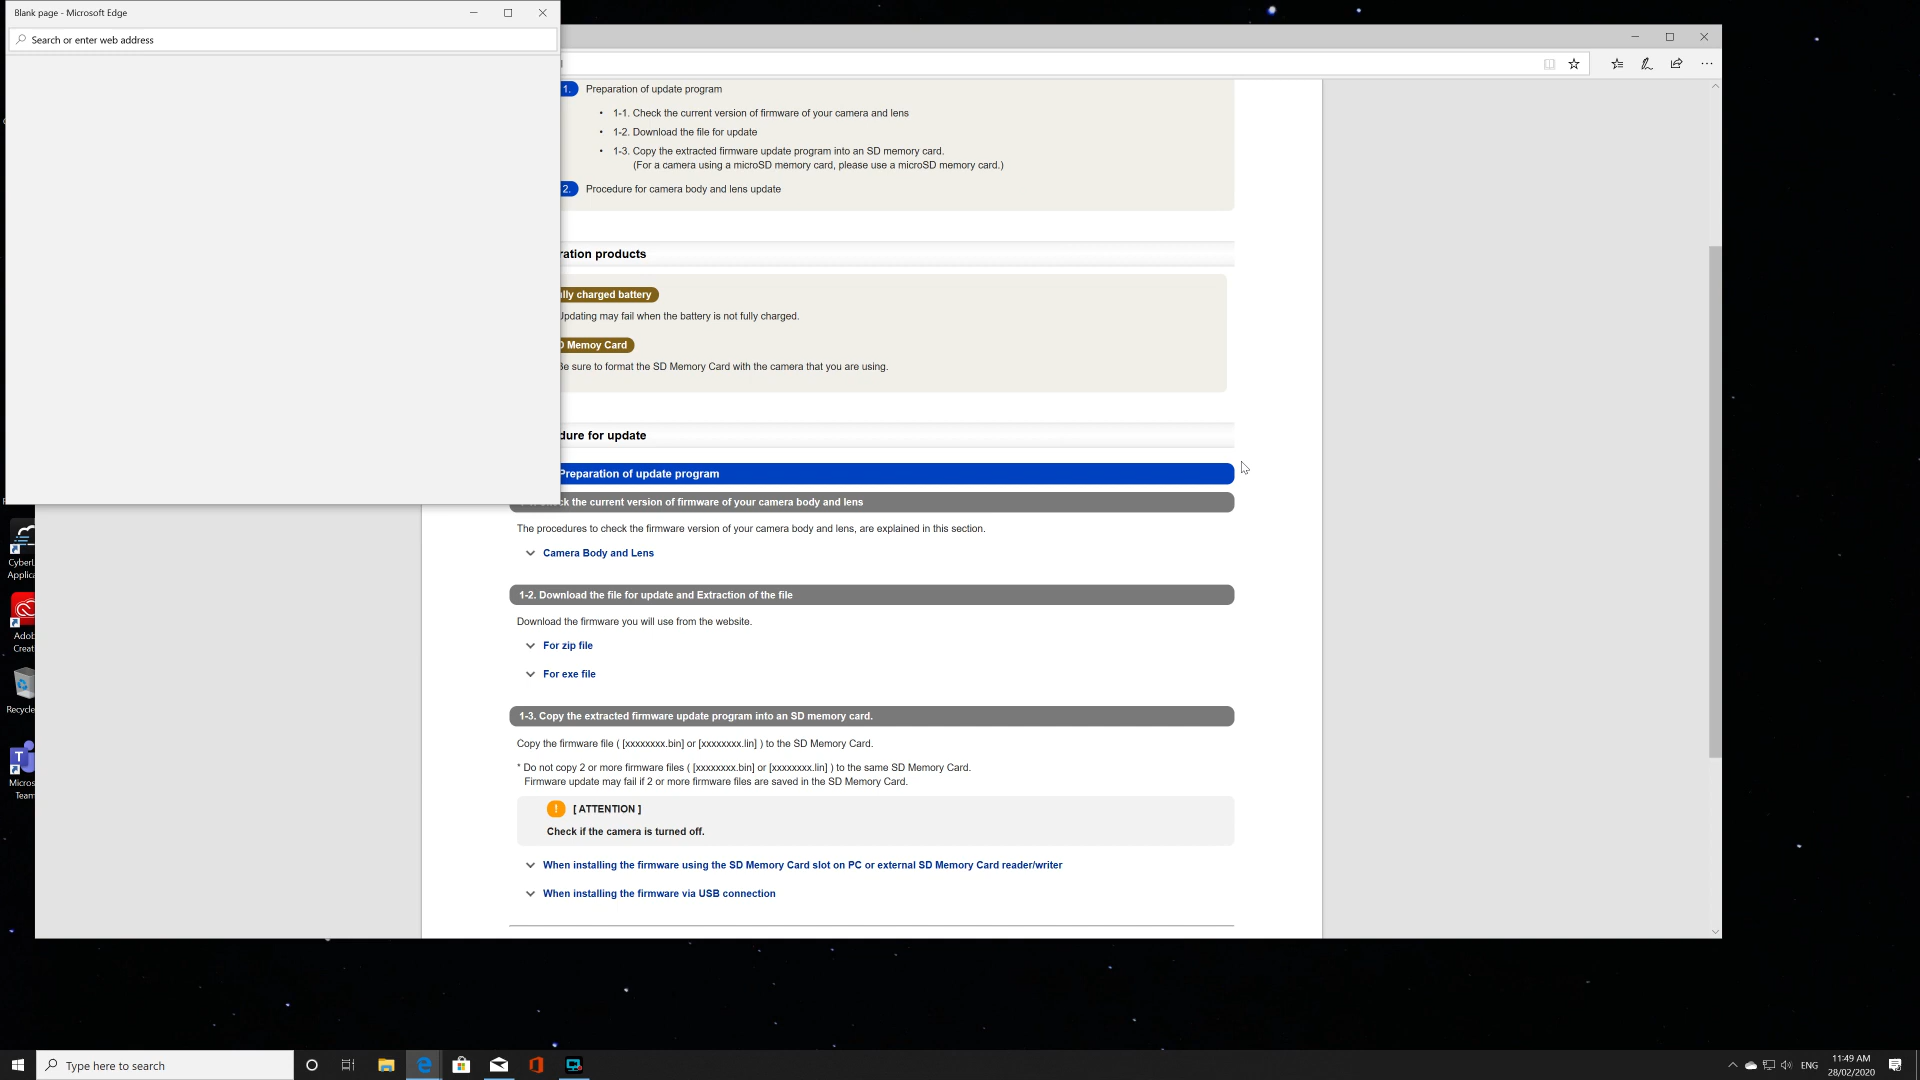 Blank page - Microsoft Edge
Search or enter web address
1. Preparation of update program
• 1-1. Check the current version of firmware of your camera and lens
• 1-2. Download the file for update
• 1-3. Copy the extracted firmware update program into an SD memory card.
(For a camera using a microSD memory card, please use a microSD memory card.)
2. Procedure for camera body and lens update
ration products
lly charged battery
Updating may fail when the battery is not fully charged.
D Memoy Card
Be sure to format the SD Memory Card with the camera that you are using.
dure for update
Preparation of update program
ck the current version of firmware of your camera body and lens
The procedures to check the firmware version of your camera body and lens, are explained in this section.
Camera Body and Lens
1-2. Download the file for update and Extraction of the file
Download the firmware you will use from the website.
For zip file
For exe file
1-3. Copy the extracted firmware update program into an SD memory card.
Copy the firmware file ( [xxxxxxxx.bin] or [xxxxxxxx.lin] ) to the SD Memory Card.
* Do not copy 2 or more firmware files ( [xxxxxxxx.bin] or [xxxxxxxx.lin] ) to the same SD Memory Card.
Firmware update may fail if 2 or more firmware files are saved in the SD Memory Card.
! [ ATTENTION ]
Check if the camera is turned off.
When installing the firmware using the SD Memory Card slot on PC or external SD Memory Card reader/writer
When installing the firmware via USB connection
CyberL
Applica
Adob
Creat
Recycle
Micros
Team
Type here to search
ENG
11:49 AM
28/02/2020